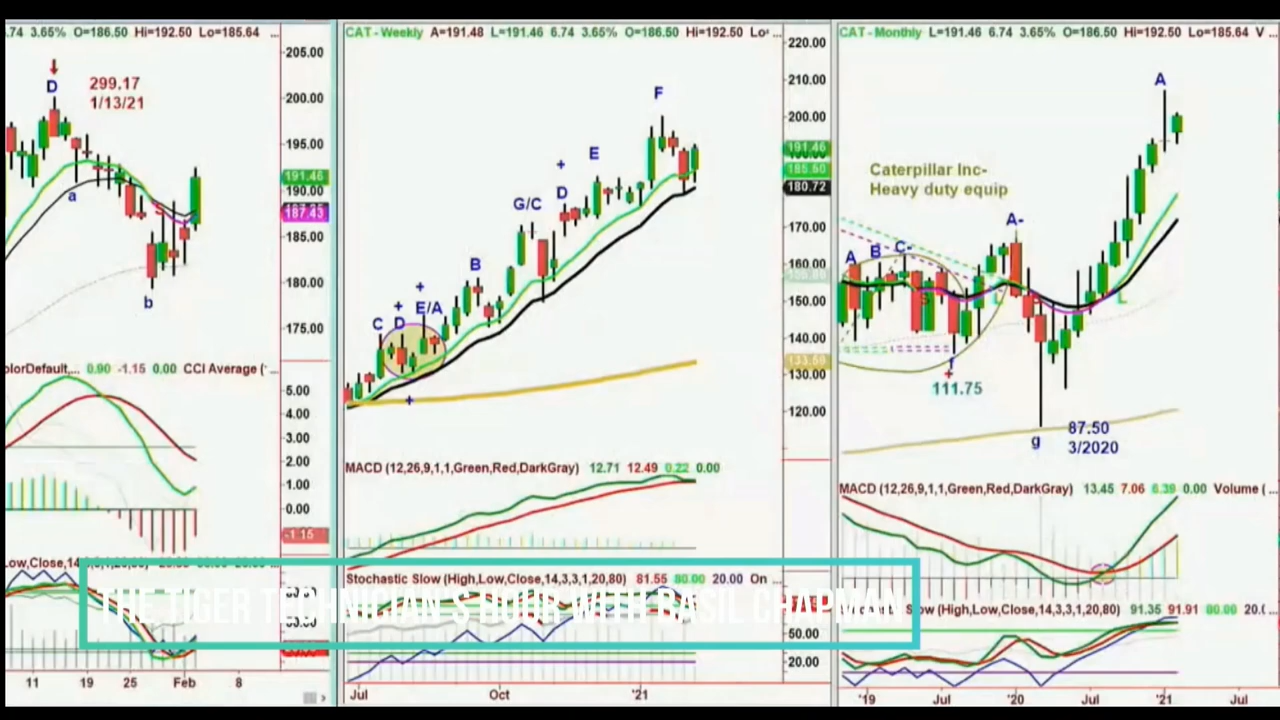 .74 3.65% O=186.50 Hi=192.50 Lo=185.64 ...
205.00
D
299.17
1/13/21
200.00
195.00
191.46
190.00
a
187.43
185.00
b
180.00
175.00
olorDefault,... 0.90 -1.15 0.00 CCI Average (
5.00
4.00
3.00
2.00
1.00
0.00
-1.15
11 19 25 Feb 8
CAT - Weekly A=191.48 L=191.46 6.74 3.65% O=186.50 Hi=192.50 Lo ...
220.00
210.00
F
200.00
191.46
E
+
185.60
180.72
D
G/C
170.00
B
160.00
+
150.00
+ E/A
C D
140.00
133.59
130.00
+
120.00
MACD (12,26,9,1,1,Green,Red,DarkGray) 12.71 12.49 0.22 0.00
Stochastic Slow (High,Low,Close,14,3,3,1,20,80) 81.55 80.00 20.00 On ...
50.00
20.00
Jul Oct '21
CAT - Monthly L=191.46 6.74 3.65% O=186.50 Hi=192.50 Lo=185.64 V ...
A
Caterpillar Inc-
Heavy duty equip
A-
A B C-
S L L
f
+
111.75
87.50
g
3/2020
MACD (12,26,9,1,1,Green,Red,DarkGray) 13.45 7.06 6.39 0.00 Volume (...
Slow (High,Low,Close,14,3,3,1,20,80) 91.35 91.91 80.00 20.(...
'19 Jul '20 Jul '21 Jul
THE TIGER TECHNICIAN'S HOUR WITH BASIL CHAPMAN